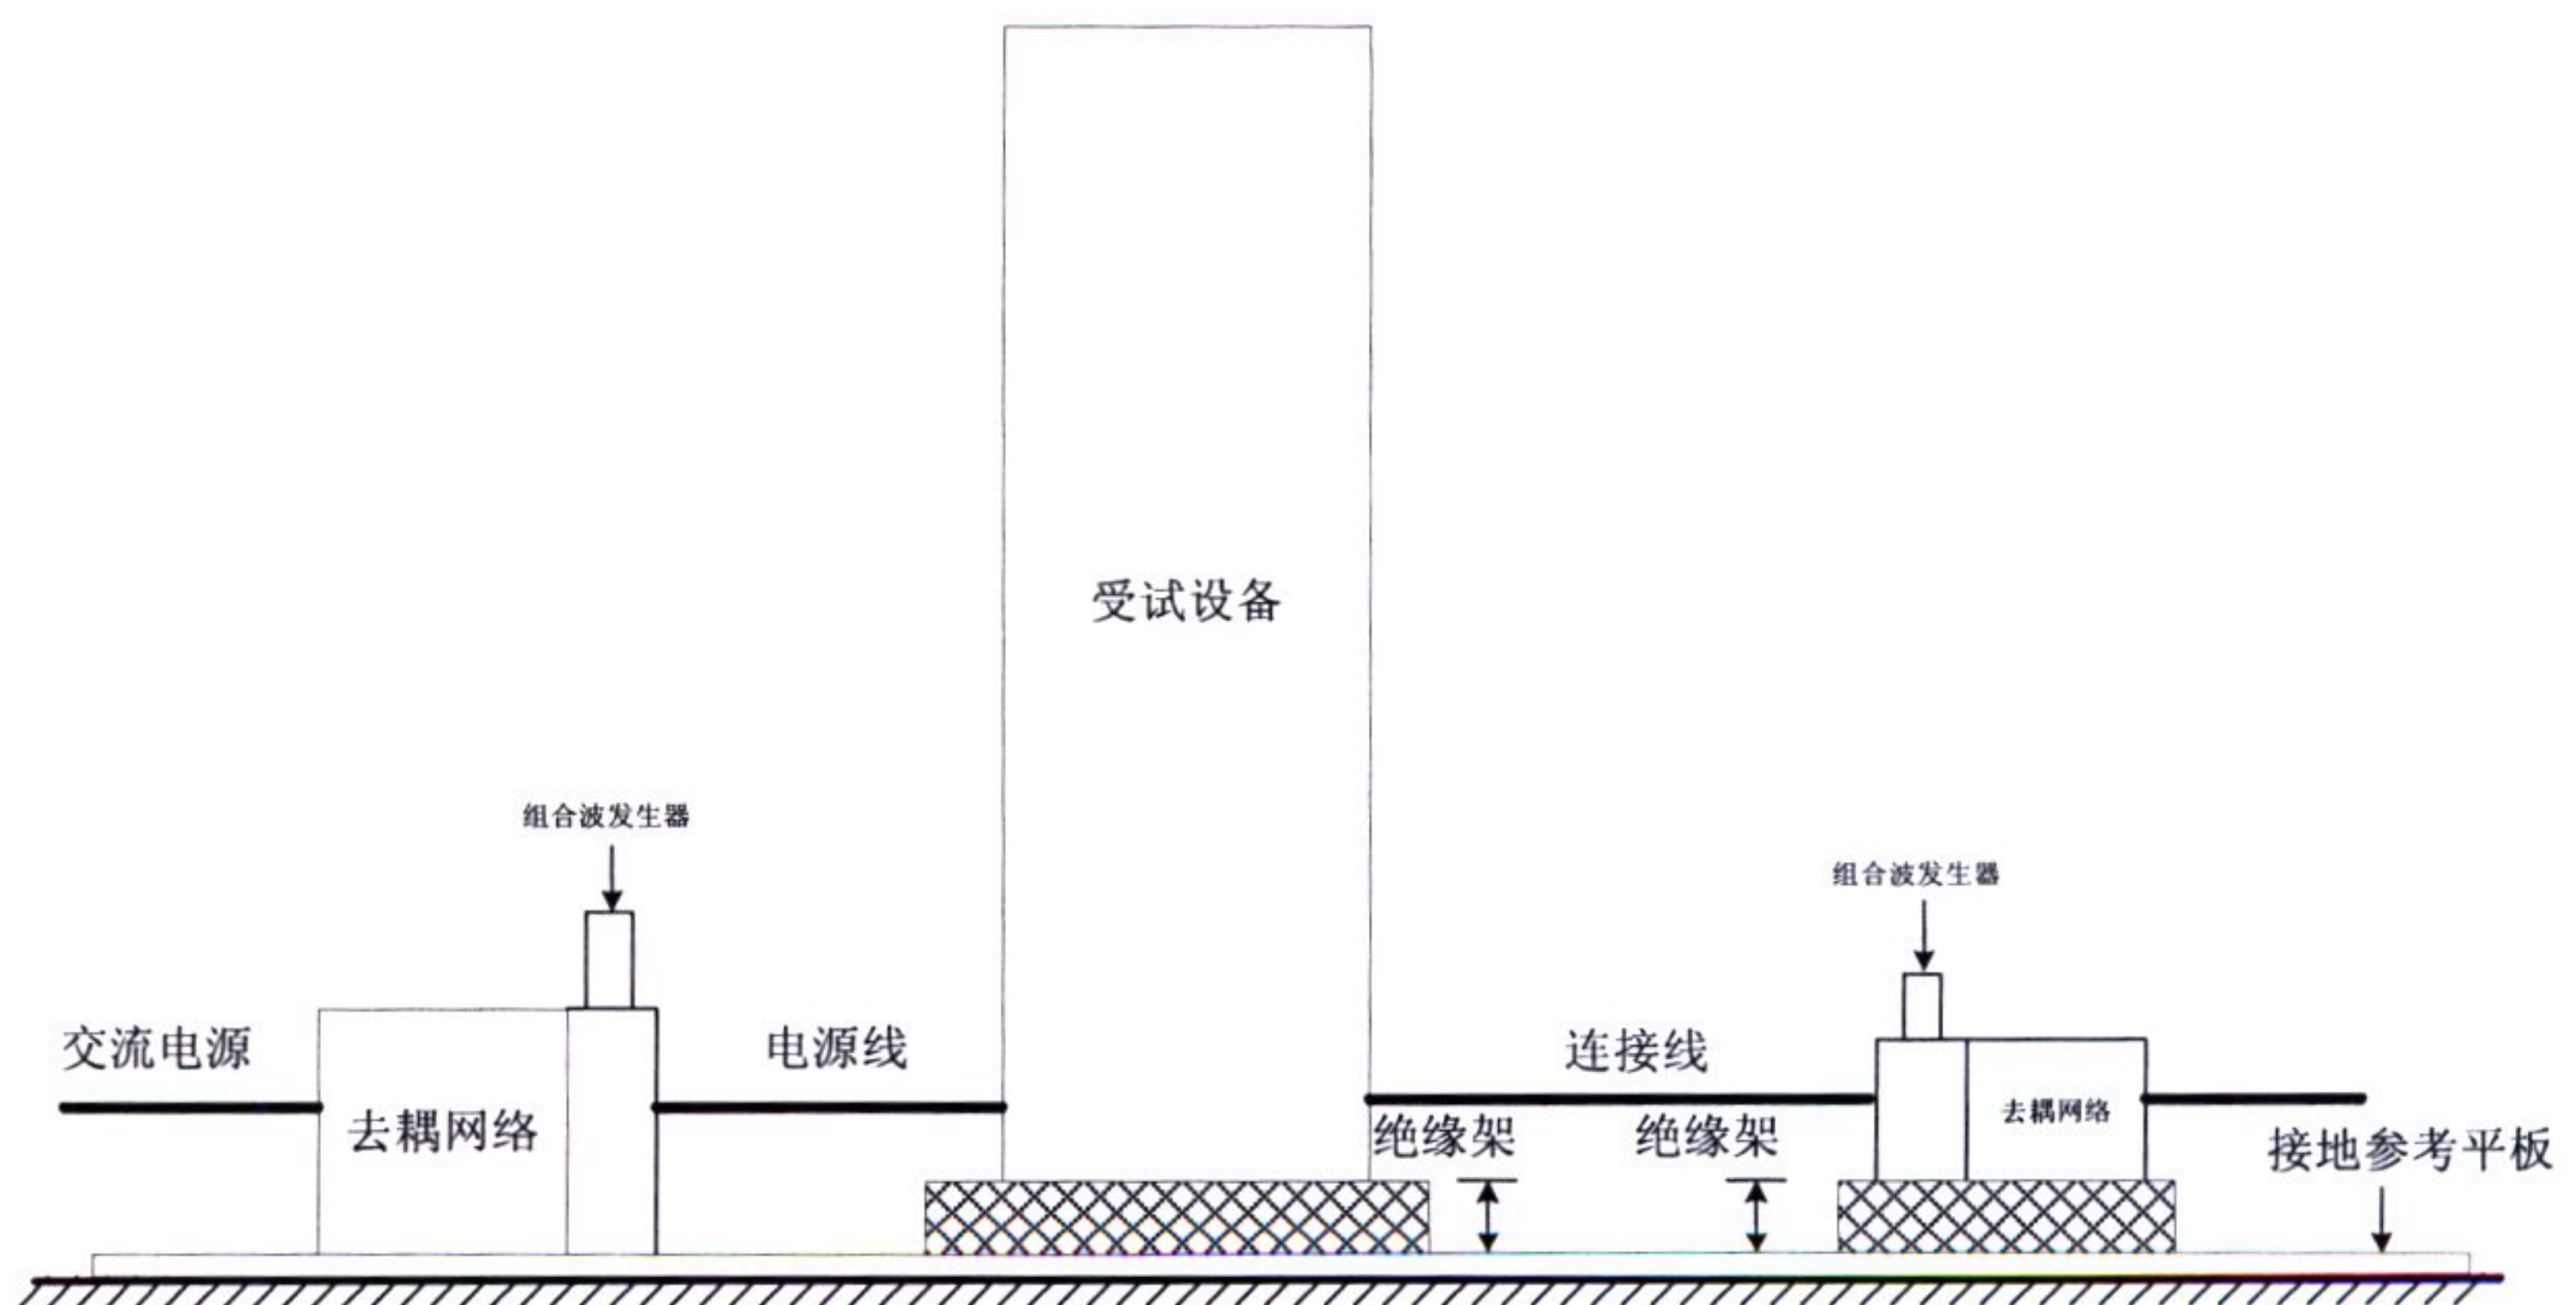 受试设备
组合波发生器
组合波发生器
交流电源
电源线
连接线
去耦网络
绝缘架
绝缘架
去耦网络
接地参考平板